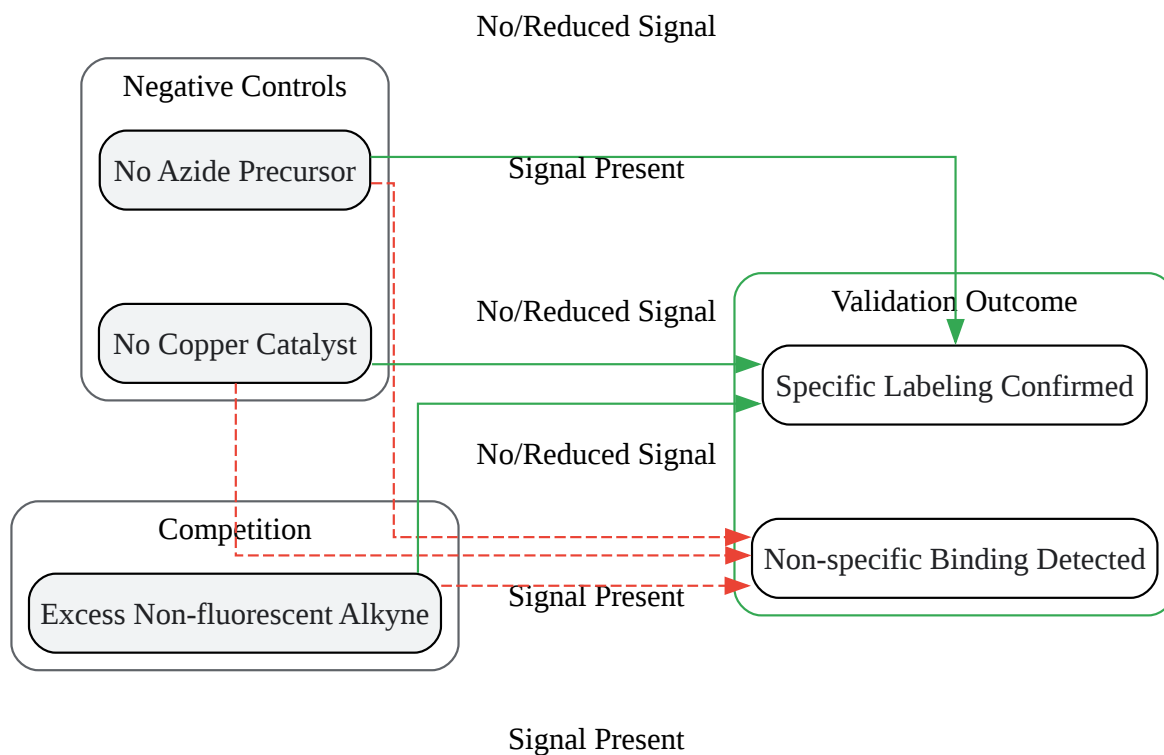 No/Reduced Signal
Negative Controls
No Azide Precursor
Signal Present
No Copper Catalyst
No/Reduced Signal
Validation Outcome
Specific Labeling Confirmed
No/Reduced Signal
Competition
Non-specific Binding Detected
Excess Non-fluorescent Alkyne
Signal Present
Signal Present